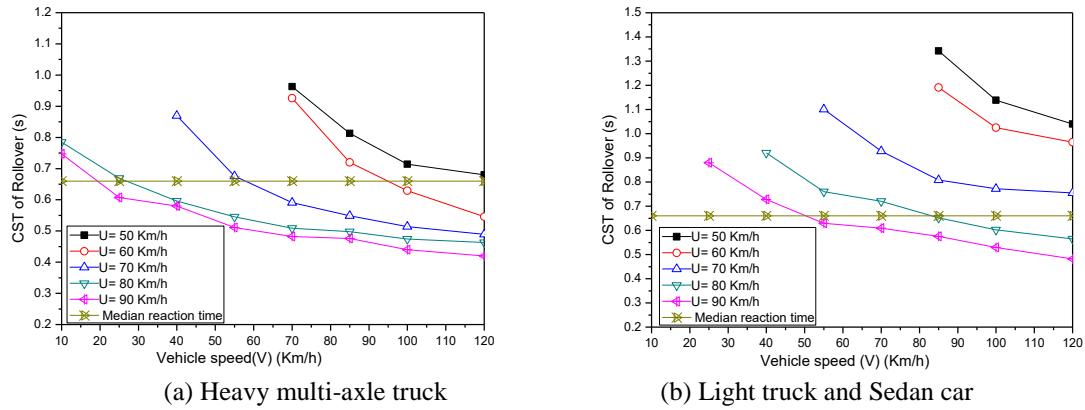 1.2
1.1
1.0
0.9
0.8
0.7
0.6
0.5
0.4
0.3
0.2
CST of Rollover (s)
U= 50 Km/h
U= 60 Km/h
U= 70 Km/h
U= 80 Km/h
U= 90 Km/h
Median reaction time
10 20 30 40 50 60 70 80 90 100 110 120
Vehicle speed(V) (Km/h)
(a) Heavy multi-axle truck
1.5
1.4
1.3
1.2
1.1
1.0
0.9
0.8
0.7
0.6
0.5
0.4
0.3
0.2
CST of Rollover (s)
U= 50 Km/h
U= 60 Km/h
U= 70 Km/h
U= 80 Km/h
U= 90 Km/h
Median reaction time
10 20 30 40 50 60 70 80 90 100 110 120
Vehicle speed (V) (Km/h)
(b) Light truck and Sedan car